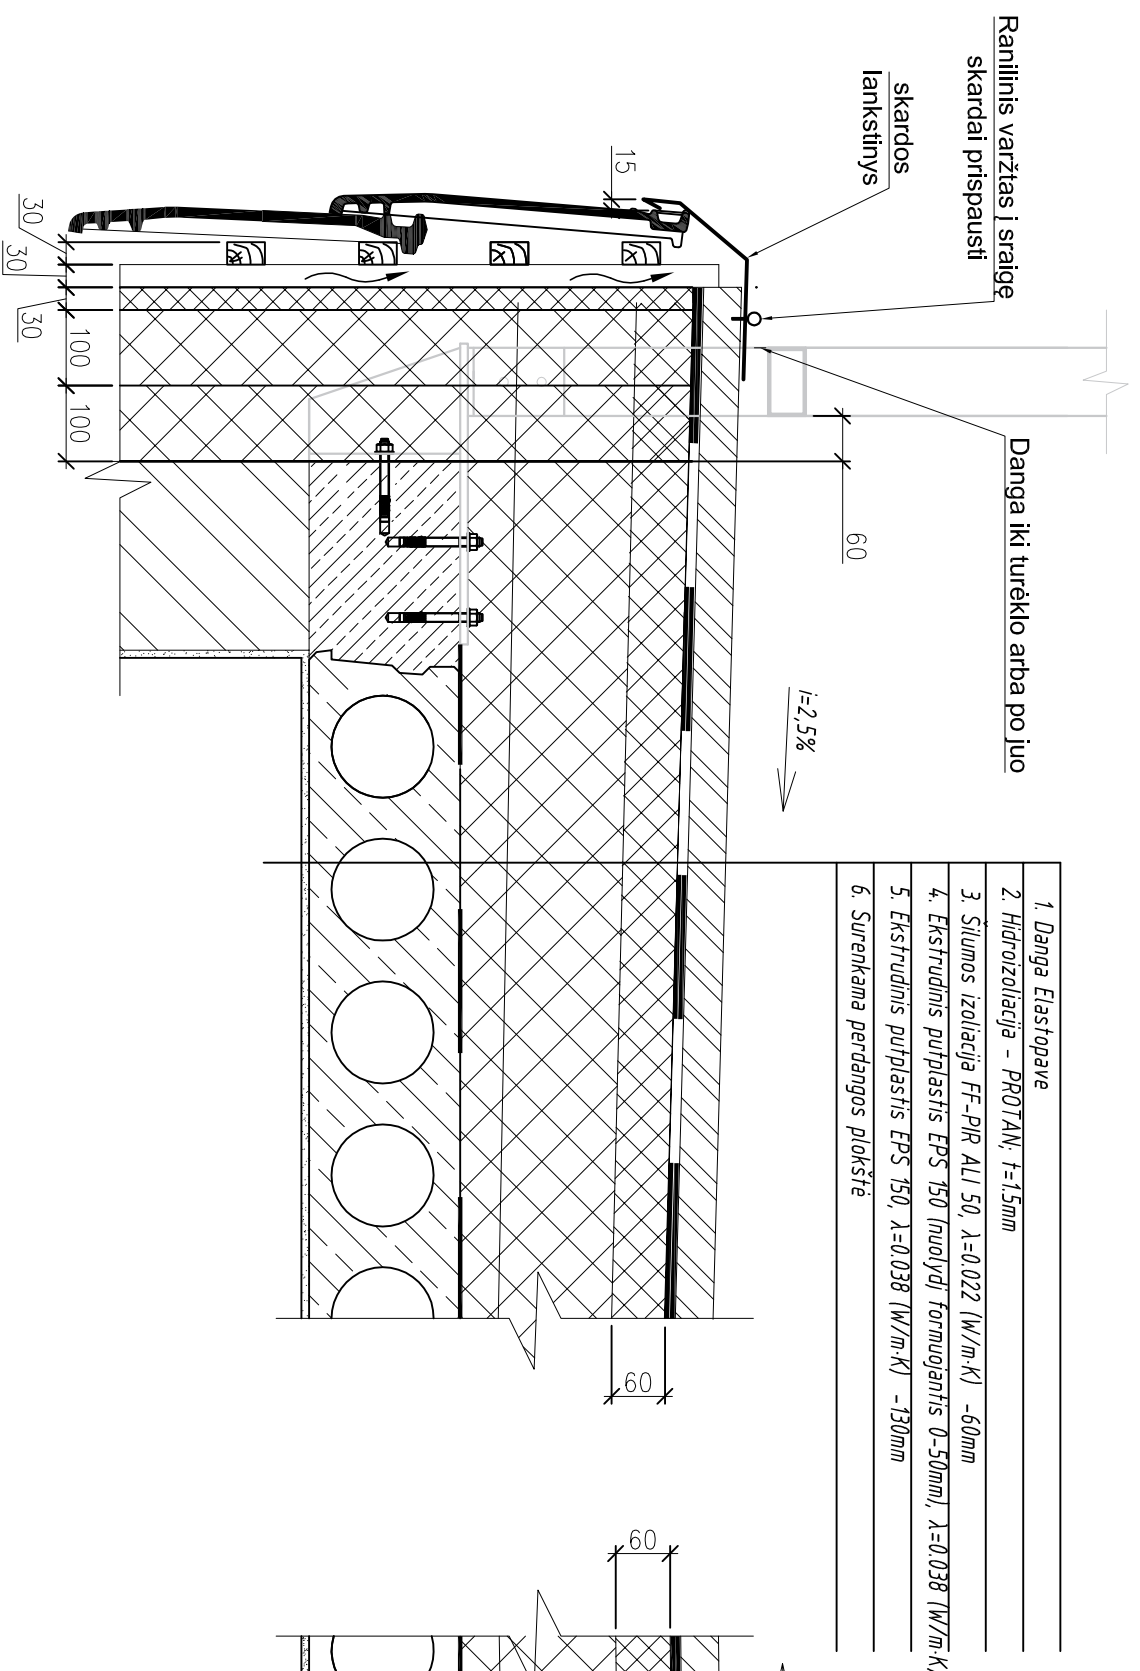 Ranilinis varžtas į sraigę
skardai prispausti
skardos
lankstinys
15
Danga iki turėklo arba po juo
60
i=2,5%
1. Danga Elastopave
2. Hidroizoliacija - PROTAN; t=1.5mm
3. Šilumos izoliacija FF-PIR ALI 50, λ=0.022 (W/m·K) -60mm
4. Ekstrudinis putplastis EPS 150 (nuolydį formuojantis 0-50mm), λ=0.038 (W/m·K)
5. Ekstrudinis putplastis EPS 150, λ=0.038 (W/m·K) -130mm
6. Surenkama perdangos plokštė
30
30
30
100
100
60
60